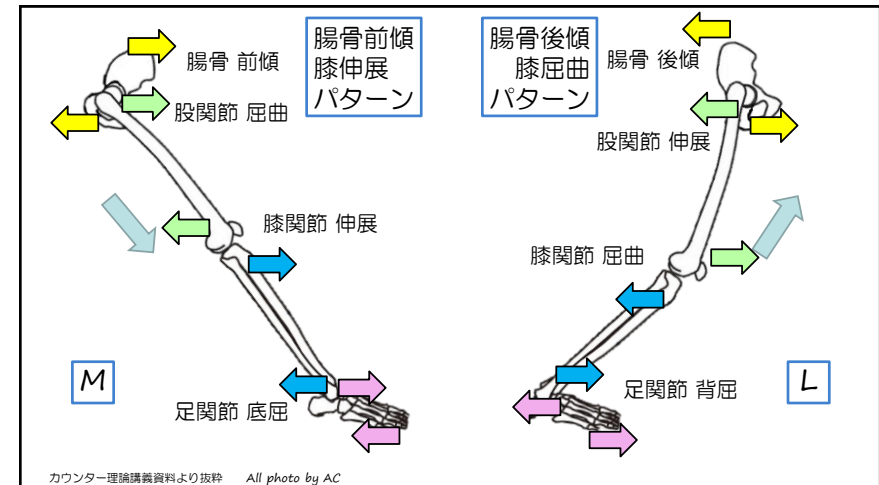 腸骨前傾
膝伸展
パターン
腸骨 前傾
股関節 屈曲
膝関節 伸展
足関節 底屈
M
腸骨後傾
膝屈曲
パターン
腸骨 後傾
股関節 伸展
膝関節 屈曲
足関節 背屈
L
カウンター理論講義資料より抜粋 All photo by AC